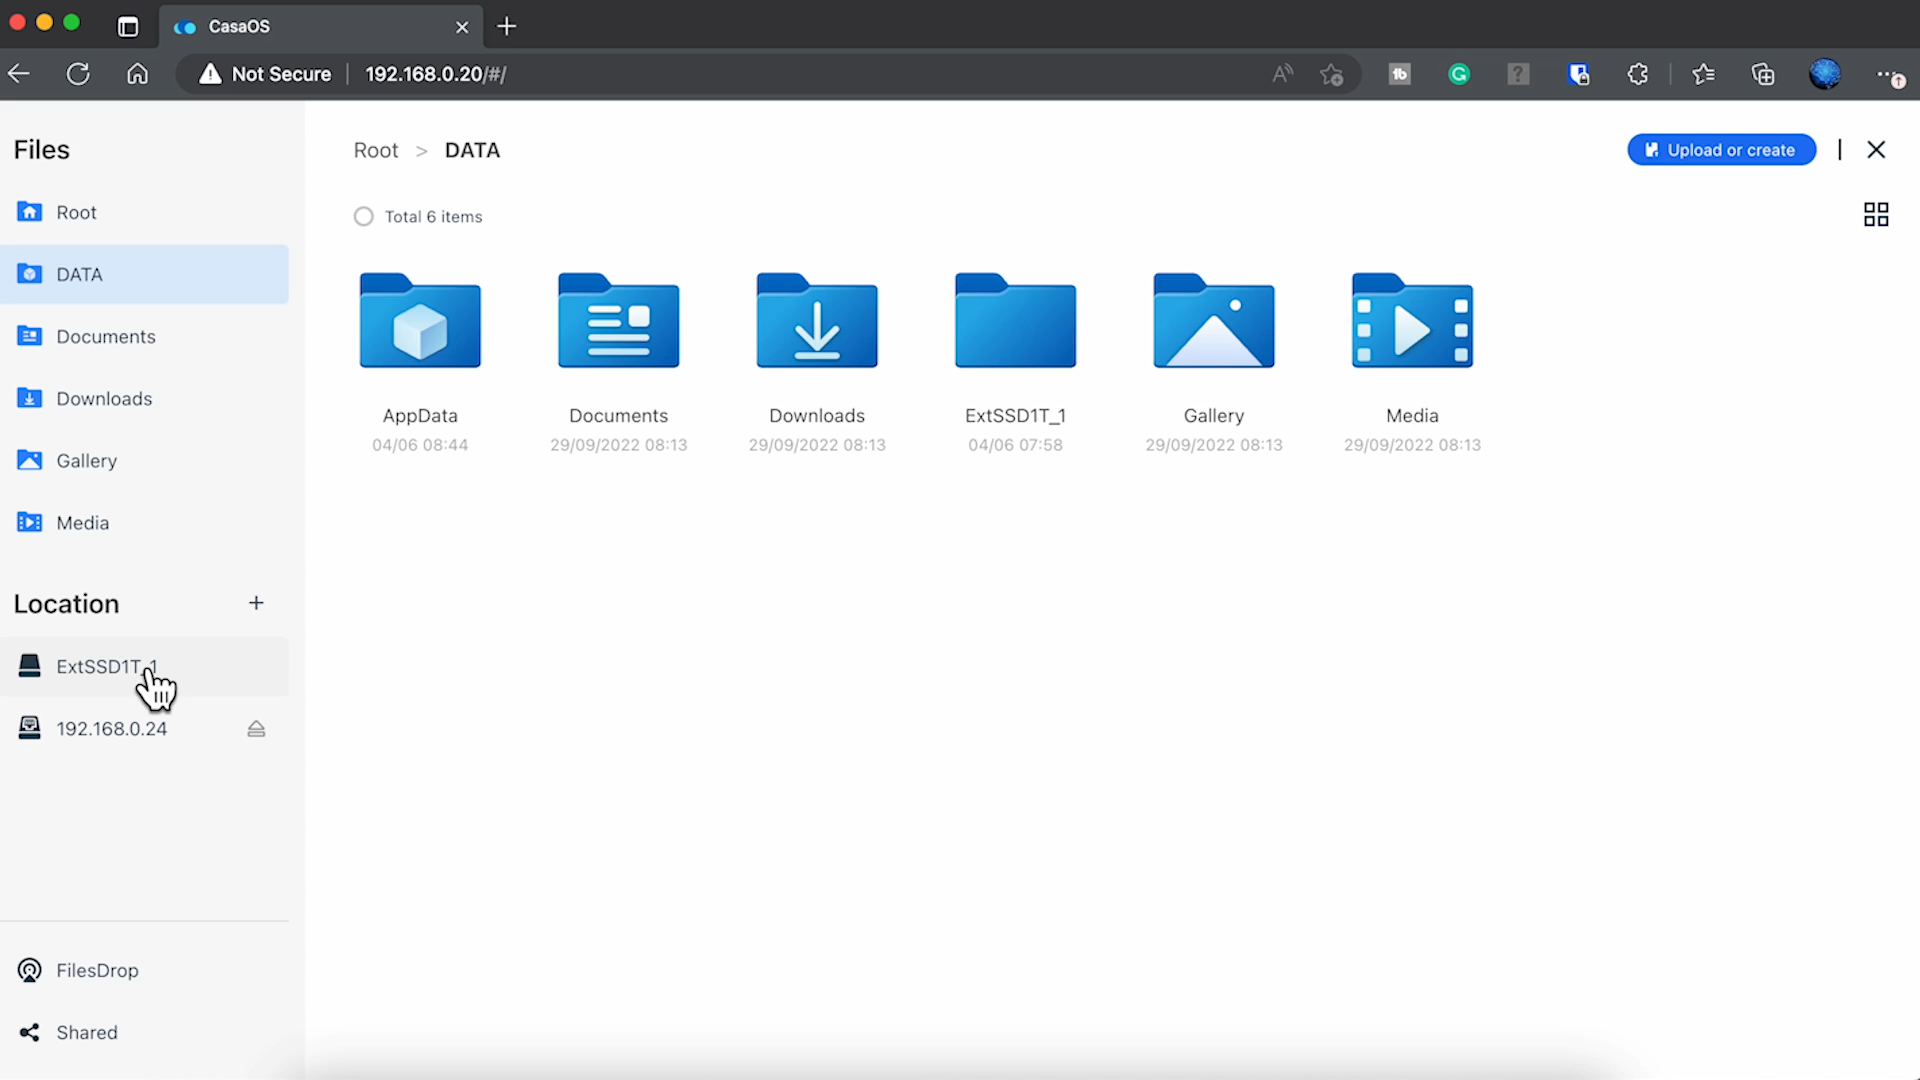 CasaOS
Not Secure
192.168.0.20/#/
Files
Root
DATA
Documents
Downloads
Gallery
Media
Location +
ExtSSD1T_1
192.168.0.24
FilesDrop
Shared
Root > DATA
Upload or create
Total 6 items
AppData
04/06 08:44
Documents
29/09/2022 08:13
Downloads
29/09/2022 08:13
ExtSSD1T_1
04/06 07:58
Gallery
29/09/2022 08:13
Media
29/09/2022 08:13